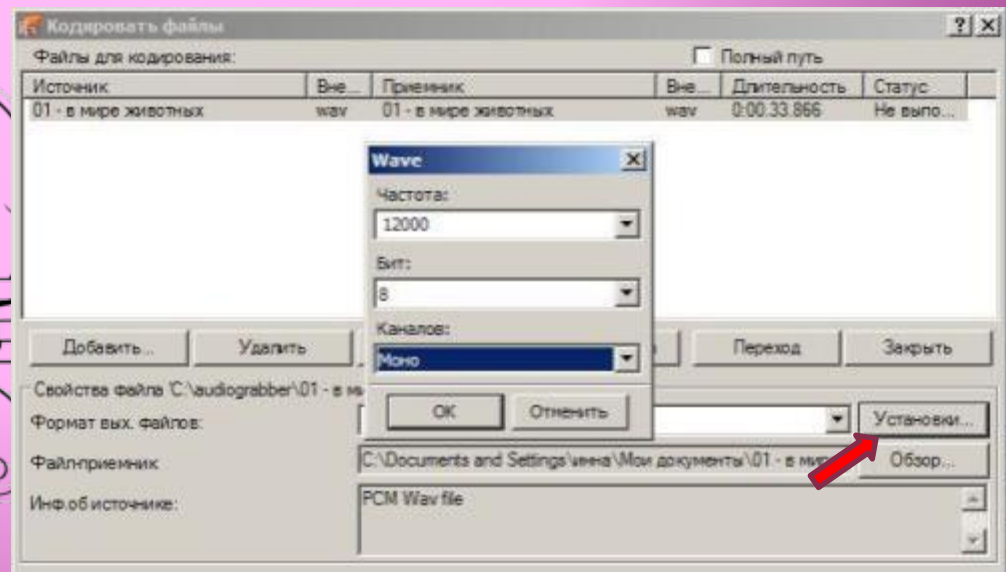 Кодировать файлы
Файлы для кодирования: Полный путь
Источник Вне... Приемник Вне... Длительность Статус
01 - в мире животных wav 01 - в мире животных wav 0:00.33.866 Не выпо...
Wave
Частота:
12000
Бит:
8
Каналов:
Моно
Добавить... Удалить Переход Закрыть
OK Отменить
Свойства файла 'C:\audiograbber\01 - в
Формат вых. файлов: Установки...
Файл-приемник C:\Documents and Settings\инна\Мои документы\01 - в мир Обзор...
Инф.об источнике: PCM Wav file